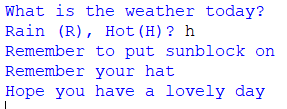 What is the weather today?
Rain (R), Hot(H)? h
Remember to put sunblock on
Remember your hat
Hope you have a lovely day